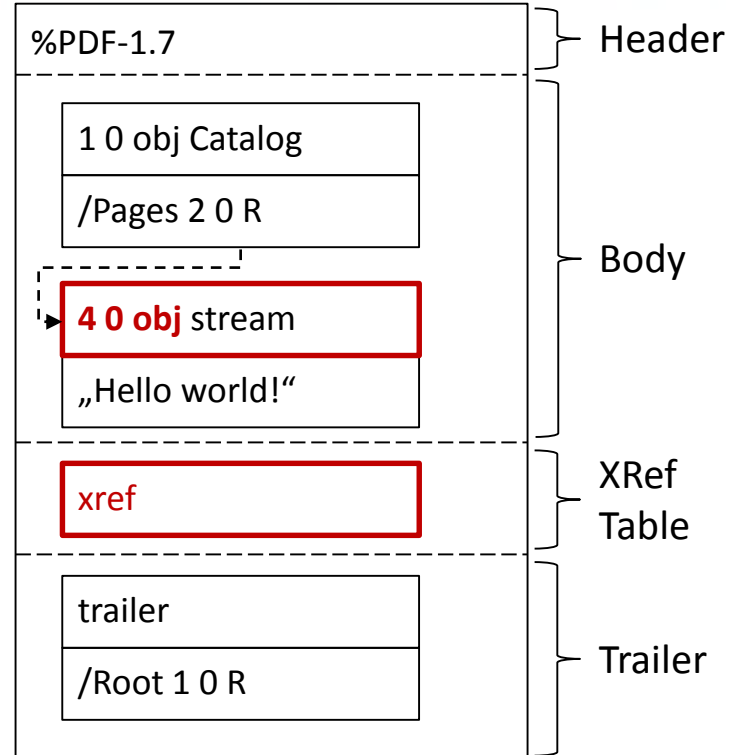 %PDF-1.7
Header
1 0 obj Catalog
/Pages 2 0 R
Body
4 0 obj stream
„Hello world!“
xref
XRef
Table
trailer
/Root 1 0 R
Trailer